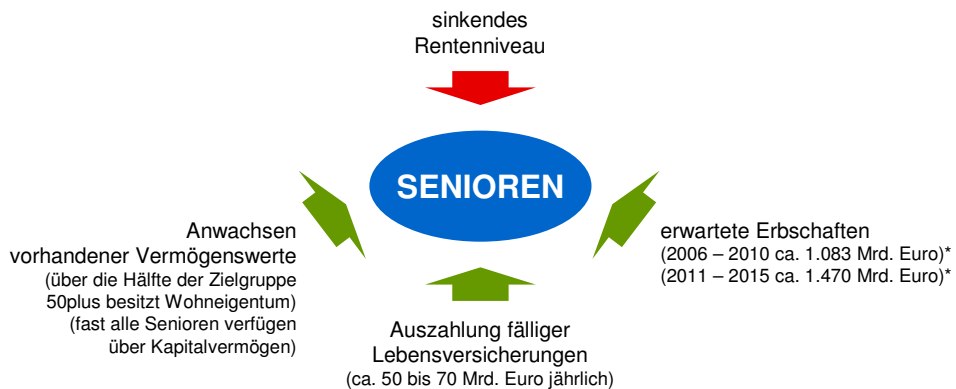 sinkendes
Rentenniveau
SENIOREN
Anwachsen
vorhandener Vermögenswerte
(über die Hälfte der Zielgruppe
50plus besitzt Wohneigentum)
(fast alle Senioren verfügen
über Kapitalvermögen)
Auszahlung fälliger
Lebensversicherungen
(ca. 50 bis 70 Mrd. Euro jährlich)
erwartete Erbschaften
(2006 – 2010 ca. 1.083 Mrd. Euro)*
(2011 – 2015 ca. 1.470 Mrd. Euro)*